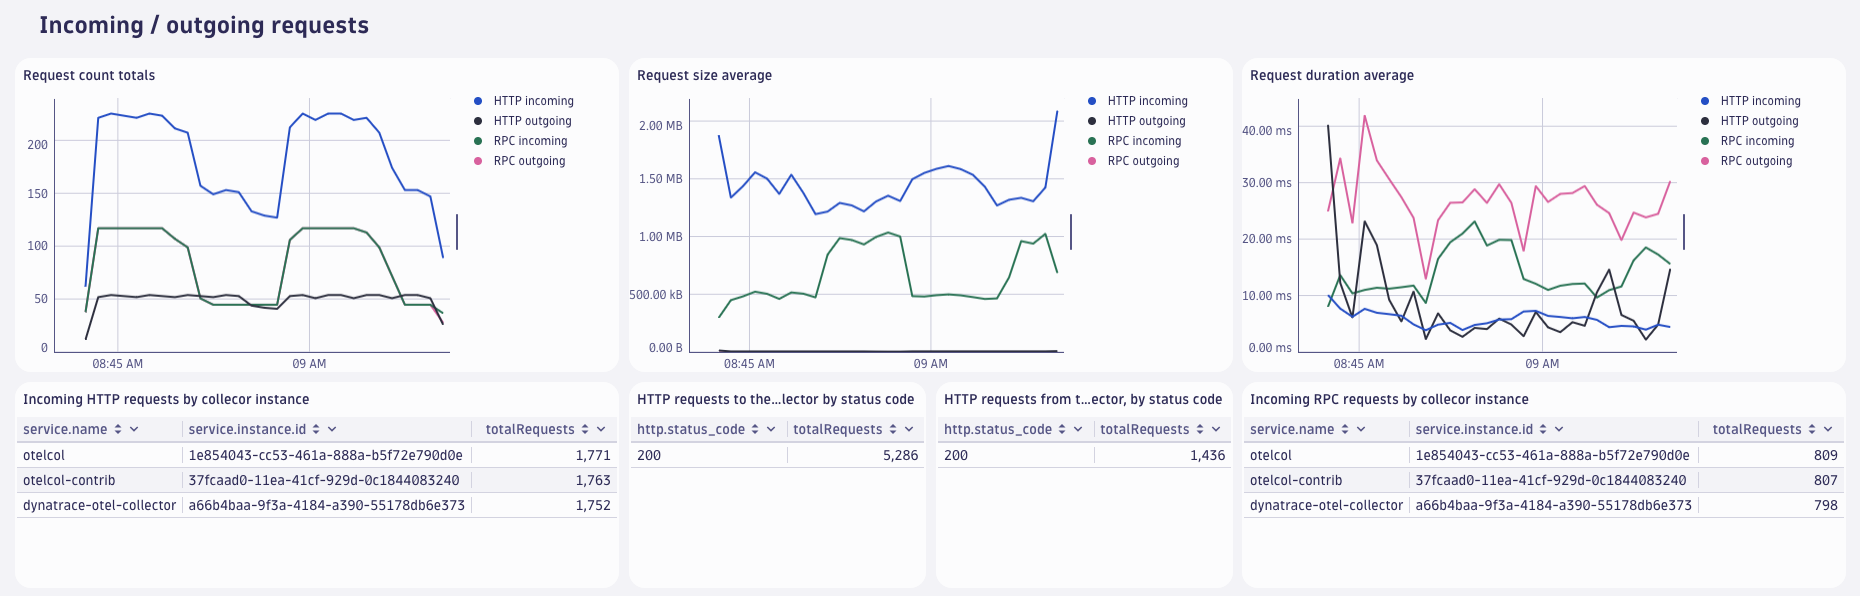 Incoming / outgoing requests
Request count totals
200
150
100
50
0
08:45 AM
09 AM
HTTP incoming
HTTP outgoing
RPC incoming
RPC outgoing
Request size average
2.00 MB
1.50 MB
1.00 MB
500.00 kB
0.00 B
08:45 AM
09 AM
HTTP incoming
HTTP outgoing
RPC incoming
RPC outgoing
Request duration average
40.00 ms
30.00 ms
20.00 ms
10.00 ms
0.00 ms
08:45 AM
09 AM
HTTP incoming
HTTP outgoing
RPC incoming
RPC outgoing
Incoming HTTP requests by collecor instance
service.name service.instance.id totalRequests
otelcol 1e854043-cc53-461a-888a-b5f72e790d0e 1,771
otelcol-contrib 37fcaad0-11ea-41cf-929d-0c1844083240 1,763
dynatrace-otel-collector a66b4baa-9f3a-4184-a390-55178db6e373 1,752
HTTP requests to the...lector by status code
http.status_code totalRequests
200 5,286
HTTP requests from t...ector, by status code
http.status_code totalRequests
200 1,436
Incoming RPC requests by collecor instance
service.name service.instance.id totalRequests
otelcol 1e854043-cc53-461a-888a-b5f72e790d0e 809
otelcol-contrib 37fcaad0-11ea-41cf-929d-0c1844083240 807
dynatrace-otel-collector a66b4baa-9f3a-4184-a390-55178db6e373 798